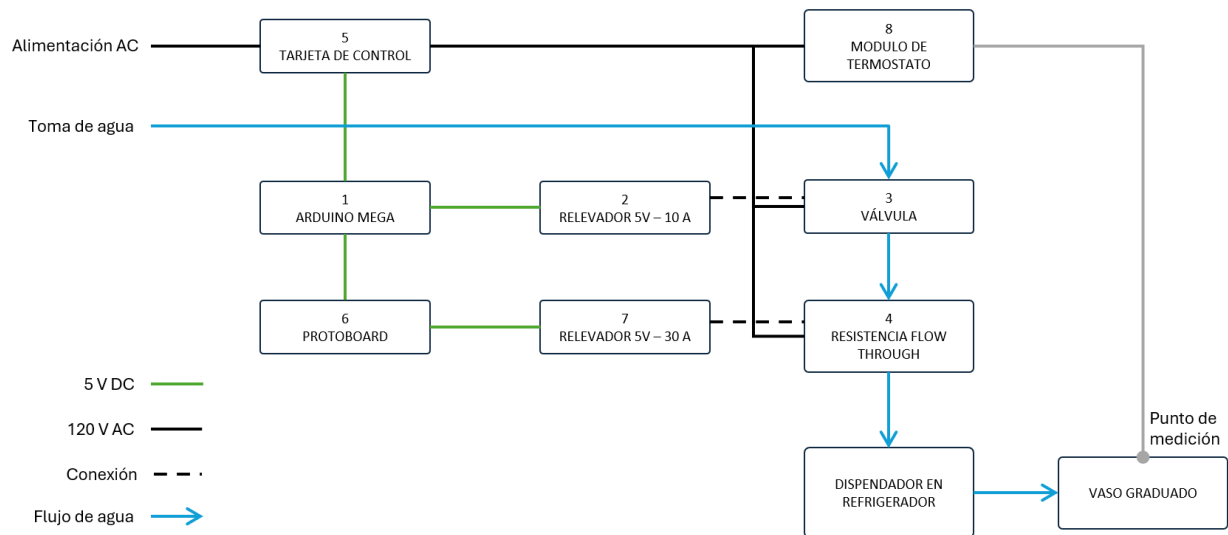 Alimentación AC
5
TARJETA DE CONTROL
8
MODULO DE
TERMOSTATO
Toma de agua
1
ARDUINO MEGA
2
RELEVADOR 5V – 10 A
3
VÁLVULA
6
PROTOBOARD
7
RELEVADOR 5V – 30 A
4
RESISTENCIA FLOW
THROUGH
5 V DC
120 V AC
Conexión
Flujo de agua
DISPENDADOR EN
REFRIGERADOR
Punto de
medición
VASO GRADUADO